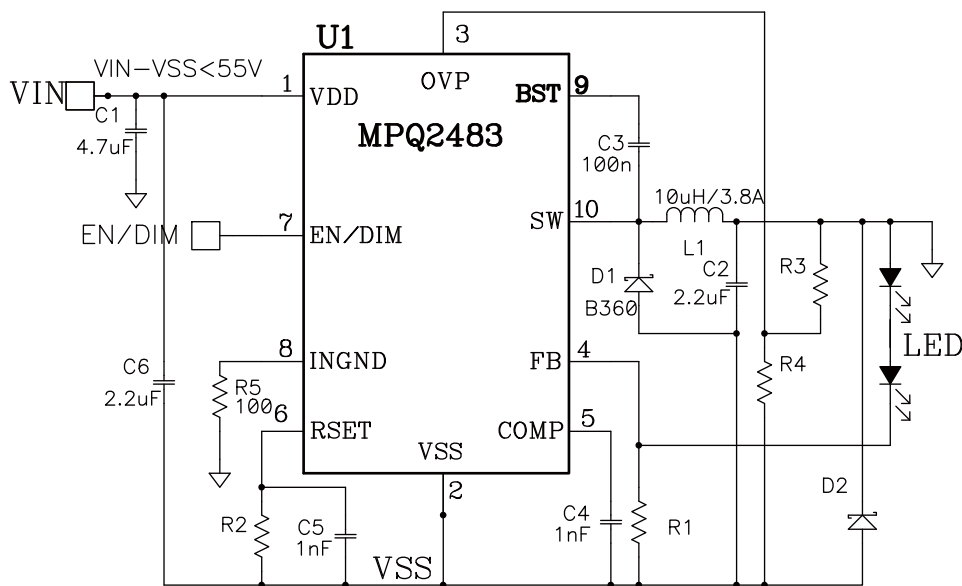 U1
3
VIN-VSS<55V
VIN
1
VDD
OVP
BST
9
C1
4.7uF
MPQ2483
C3
100n
10uH/3.8A
EN/DIM
7
EN/DIM
SW
10
L1
D1
B360
C2
2.2uF
R3
C6
2.2uF
8
INGND
FB
4
R4
LED
R5
100
6
RSET
COMP
5
VSS
2
R2
C5
1nF
VSS
C4
1nF
R1
D2